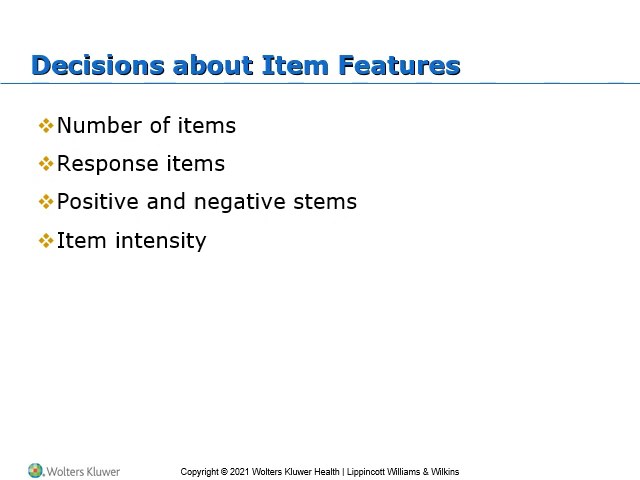 Decisions about Item Features
Number of items
Response items
Positive and negative stems
Item intensity
Wolters Kluwer
Copyright © 2021 Wolters Kluwer Health | Lippincott Williams & Wilkins